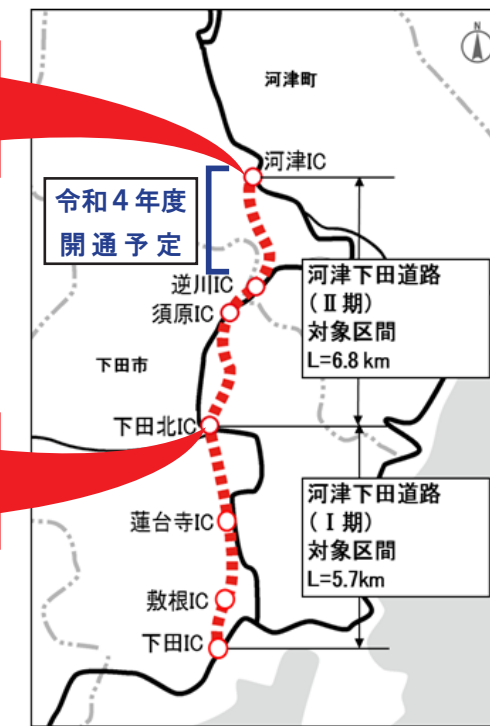 N
河津町
河津IC
令和4年度
開通予定
逆川IC
須原IC
河津下田道路
(Ⅱ期)
対象区間
L=6.8km
下田市
下田北IC
河津下田道路
(Ⅰ期)
対象区間
L=5.7km
蓮台寺IC
敷根IC
下田IC